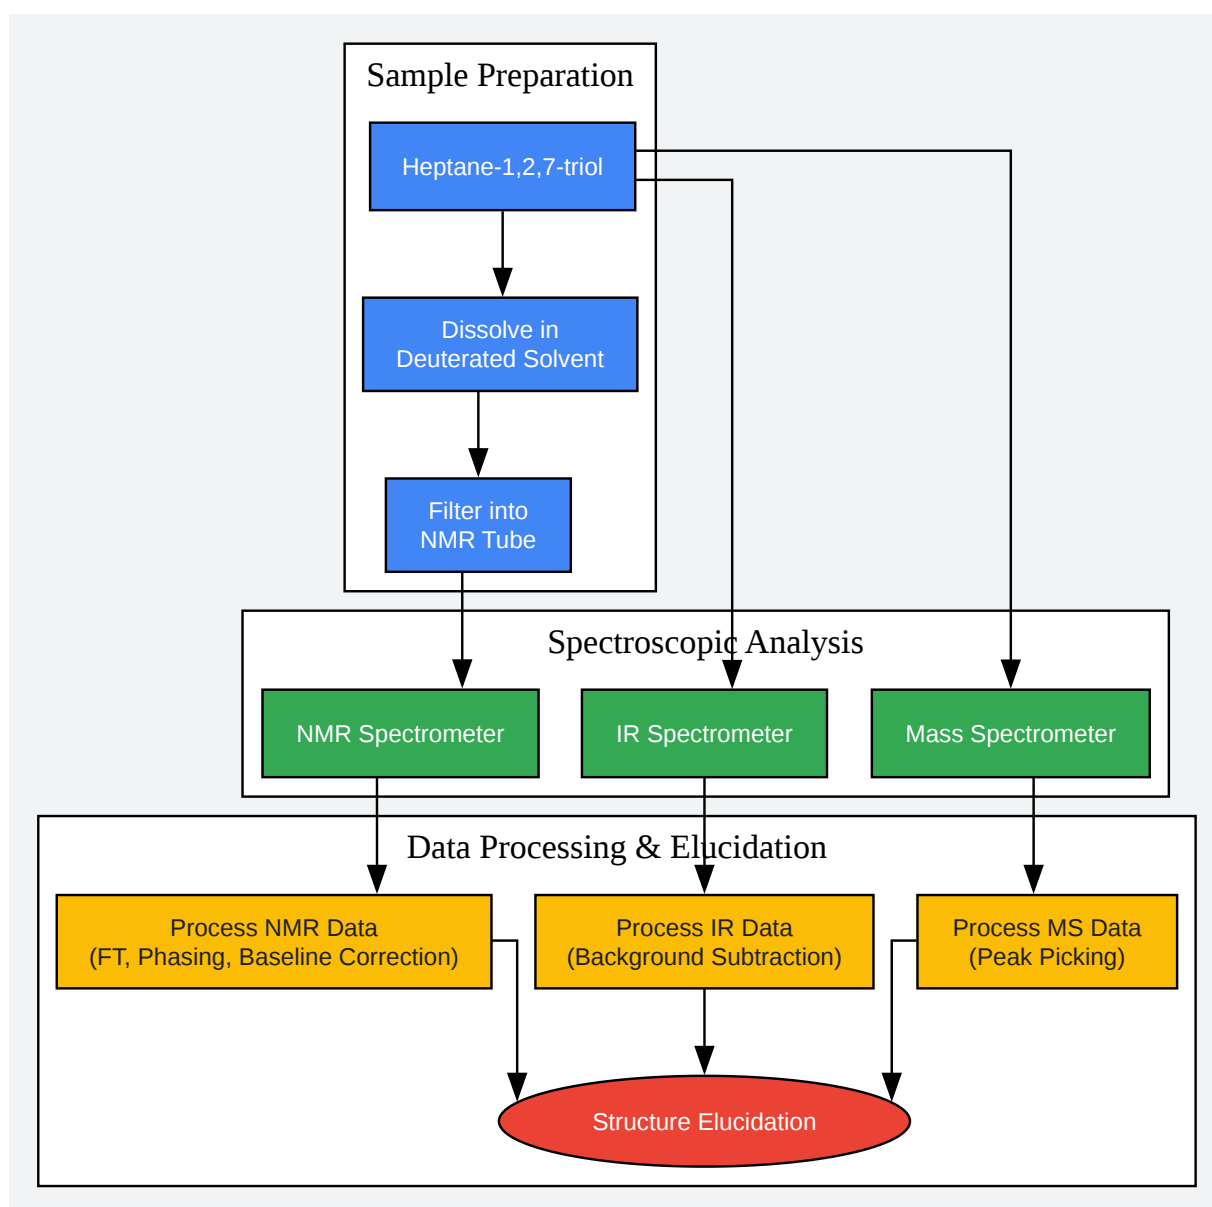 Sample Preparation
Heptane-1,2,7-triol
Dissolve in
Deuterated Solvent
Filter into
NMR Tube
Spectroscopic Analysis
NMR Spectrometer
IR Spectrometer
Mass Spectrometer
Data Processing & Elucidation
Process NMR Data
(FT, Phasing, Baseline Correction)
Process IR Data
(Background Subtraction)
Process MS Data
(Peak Picking)
Structure Elucidation